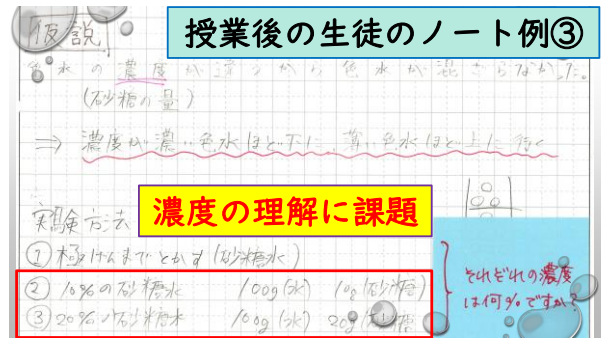 授業後の生徒のノート例③
仮説
色水の濃度が違うから色水が混ざらなかった。
(砂糖の量)
⇒ 濃度が濃い色水ほど下に、薄い色水ほど上に行く
濃度の理解に課題
実験方法
①極げんまでとかす(砂糖水)
②10%の砂糖水 100g(水) 10g(砂糖)
③20%の砂糖水 100g(水) 20g(砂糖)
それぞれの濃度
は何%ですか?